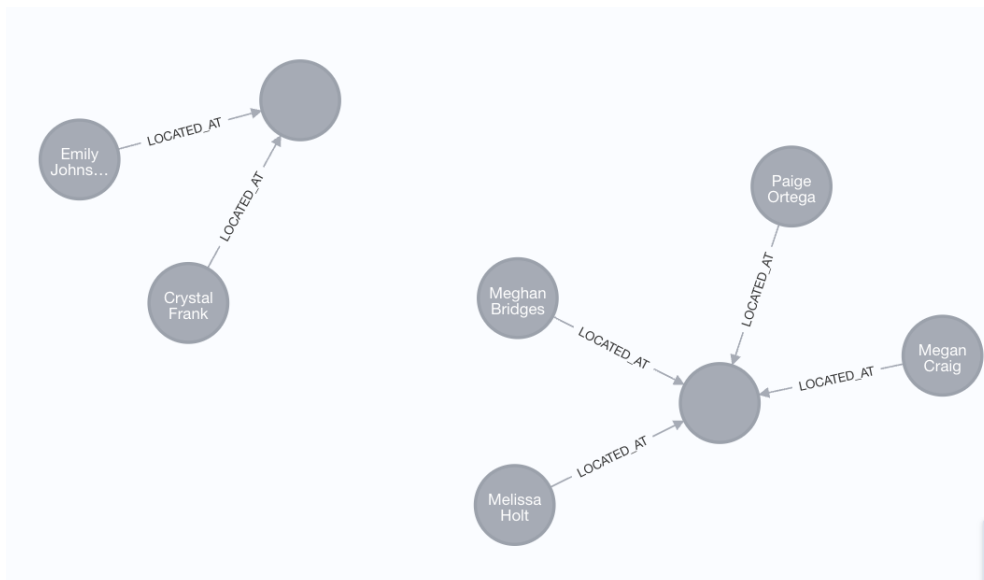 Emily
Johns...
LOCATED_AT
LOCATED_AT
Crystal
Frank
Paige
Ortega
LOCATED_AT
Meghan
Bridges
LOCATED_AT
Megan
Craig
LOCATED_AT
LOCATED_AT
Melissa
Holt